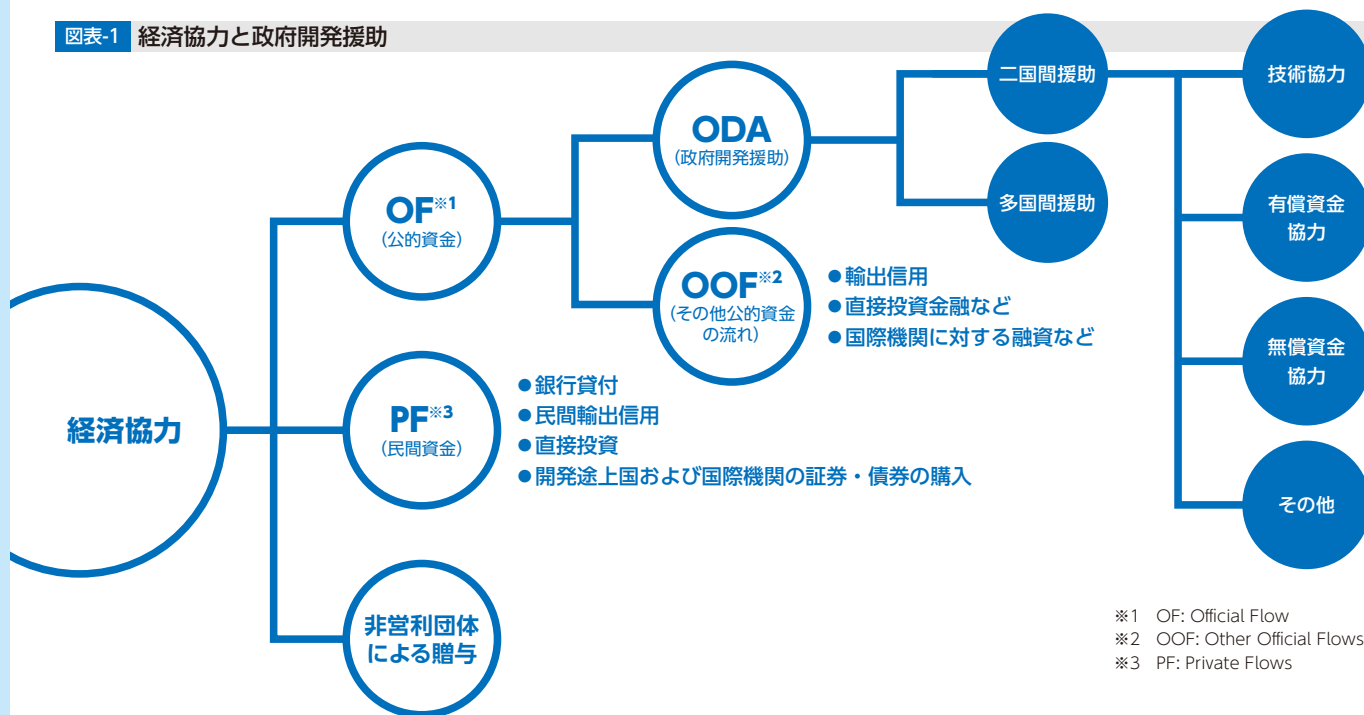 図表-1 経済協力と政府開発援助
経済協力
OF※1
(公的資金)
PF※3
(民間資金)
●銀行貸付
●民間輸出信用
●直接投資
●開発途上国および国際機関の証券・債券の購入
非営利団体
による贈与
ODA
(政府開発援助)
OOF※2
(その他公的資金
の流れ)
●輸出信用
●直接投資金融など
●国際機関に対する融資など
二国間援助
多国間援助
技術協力
有償資金
協力
無償資金
協力
その他
※1 OF: Official Flow
※2 OOF: Other Official Flows
※3 PF: Private Flows